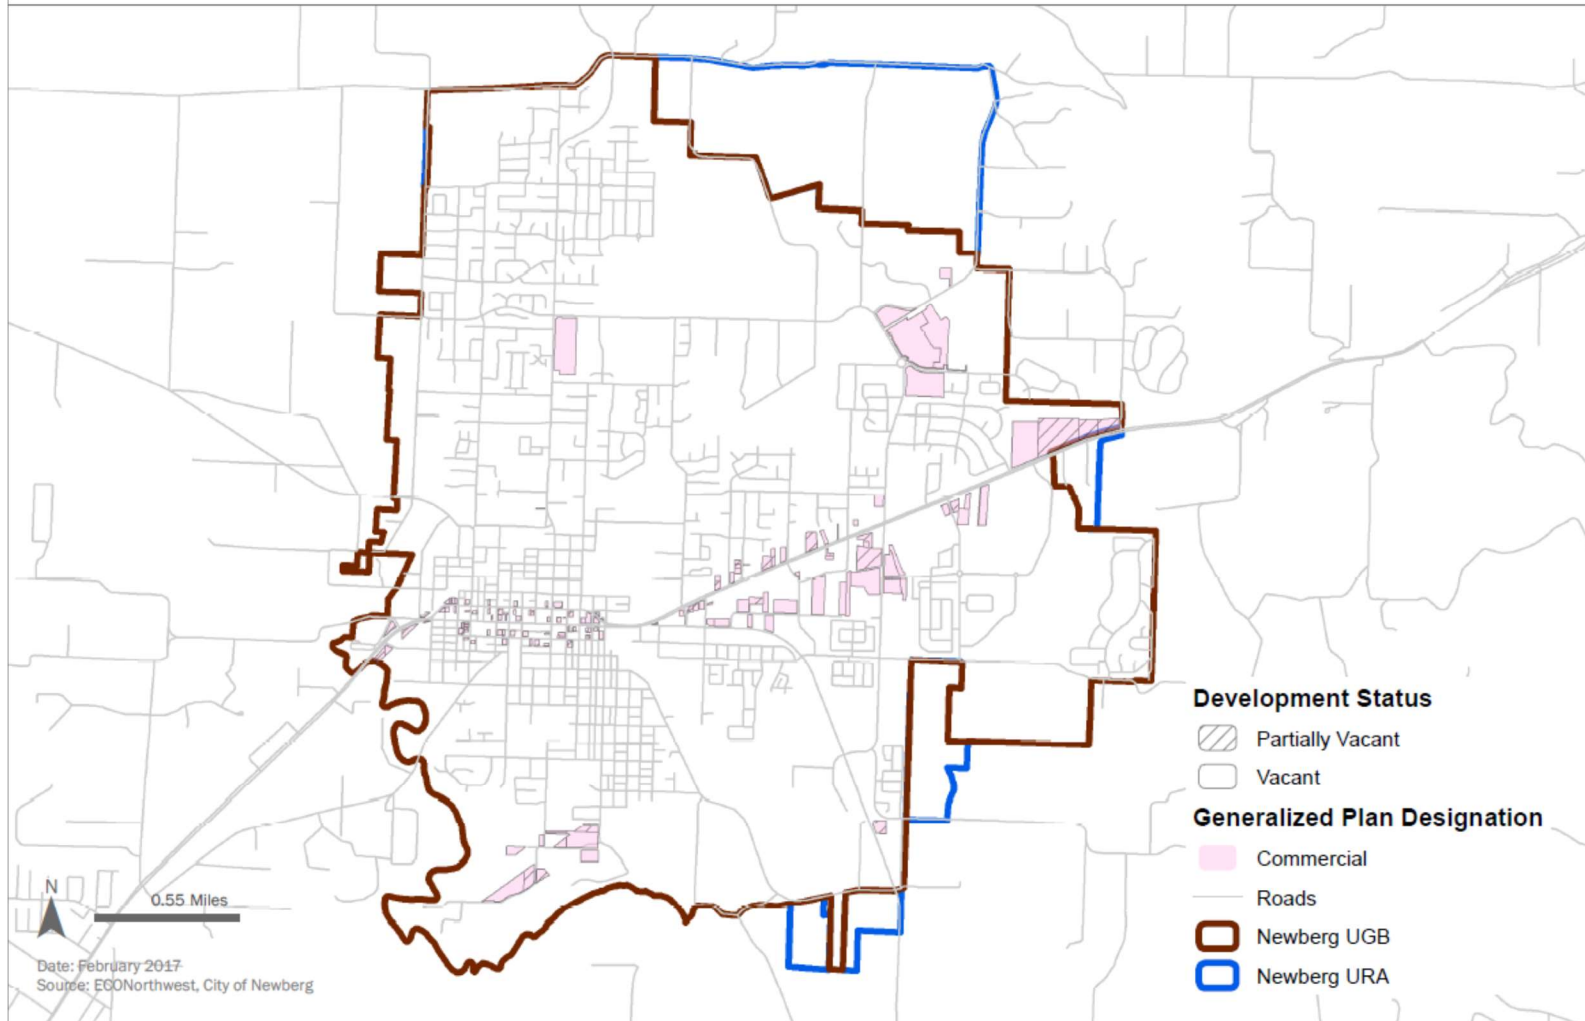 Development Status
Partially Vacant
Vacant
Generalized Plan Designation
Commercial
Roads
Newberg UGB
Newberg URA
N
0.55 Miles
Date: February 2017
Source: ECONorthwest, City of Newberg